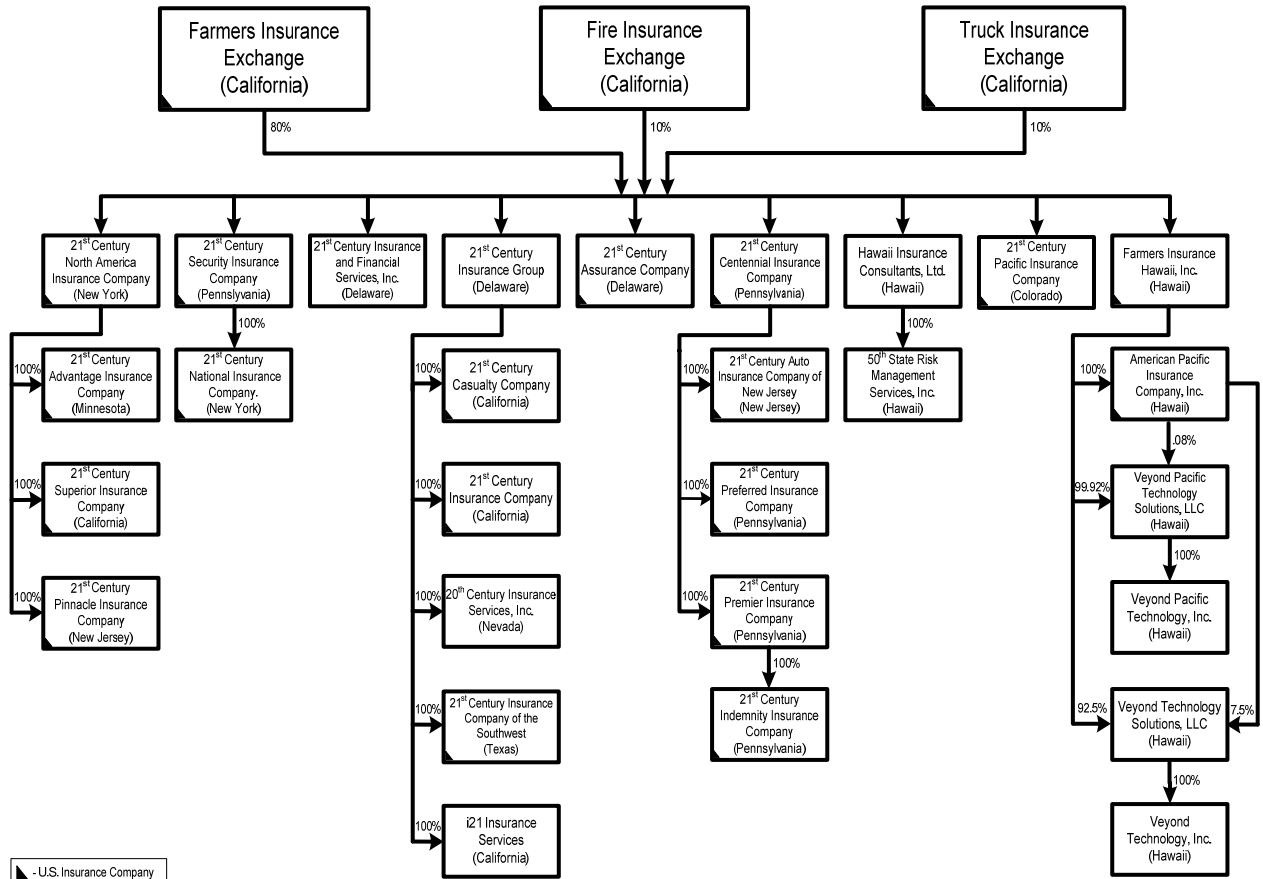 Farmers Insurance
Exchange
(California)
Fire Insurance
Exchange
(California)
Truck Insurance
Exchange
(California)
80%
10%
10%
21st Century
North America
Insurance Company
(New York)
21st Century
Security Insurance
Company
(Pennslyvania)
21st Century Insurance
and Financial
Services, Inc.
(Delaware)
21st Century
Insurance Group
(Delaware)
21st Century
Assurance Company
(Delaware)
21st Century
Centennial Insurance
Company
(Pennsylvania)
Hawaii Insurance
Consultants, Ltd.
(Hawaii)
21st Century
Pacific Insurance
Company
(Colorado)
Farmers Insurance
Hawaii, Inc.
(Hawaii)
100%
21st Century
Advantage Insurance
Company
(Minnesota)
100%
21st Century
National Insurance
Company.
(New York)
100%
21st Century
Casualty Company
(California)
100%
21st Century Auto
Insurance Company of
New Jersey
(New Jersey)
100%
50th State Risk
Management
Services, Inc.
(Hawaii)
100%
American Pacific
Insurance
Company, Inc.
(Hawaii)
.08%
100%
21st Century
Superior Insurance
Company
(California)
100%
21st Century
Insurance Company
(California)
100%
21st Century
Preferred Insurance
Company
(Pennsylvania)
99.92%
Veyond Pacific
Technology
Solutions, LLC
(Hawaii)
100%
100%
21st Century
Pinnacle Insurance
Company
(New Jersey)
100%
20th Century Insurance
Services, Inc.
(Nevada)
100%
21st Century
Premier Insurance
Company
(Pennsylvania)
100%
Veyond Pacific
Technology, Inc.
(Hawaii)
100%
21st Century Insurance
Company of the
Southwest
(Texas)
21st Century
Indemnity Insurance
Company
(Pennsylvania)
92.5%
Veyond Technology
Solutions, LLC
(Hawaii)
7.5%
100%
100%
i21 Insurance
Services
(California)
Veyond
Technology, Inc.
(Hawaii)
- U.S. Insurance Company